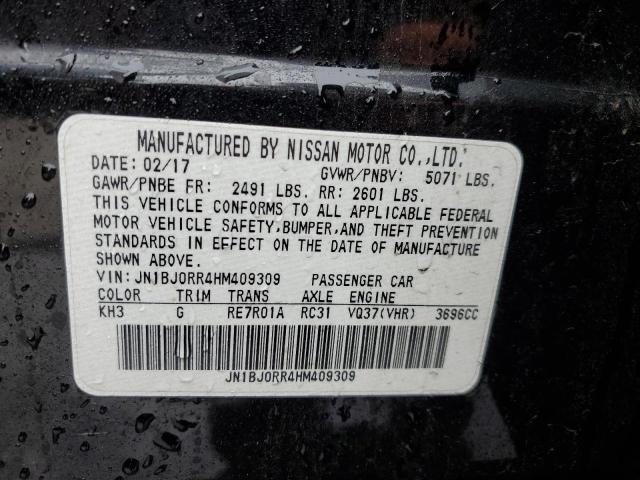 MANUFACTURED BY NISSAN MOTOR CO.,LTD.
DATE: 02/17 GVWR/PNBV: 5071 LBS.
GAWR/PNBE FR: 2491 LBS. RR: 2601 LBS.
THIS VEHICLE CONFORMS TO ALL APPLICABLE FEDERAL
MOTOR VEHICLE SAFETY,BUMPER,AND THEFT PREVENTION
STANDARDS IN EFFECT ON THE DATE OF MANUFACTURE
SHOWN ABOVE.
VIN: JN1BJ0RR4HM409309 PASSENGER CAR
COLOR TRIM TRANS AXLE ENGINE
KH3 G RE7R01A RC31 VQ37(VHR) 3696CC
JN1BJ0RR4HM409309